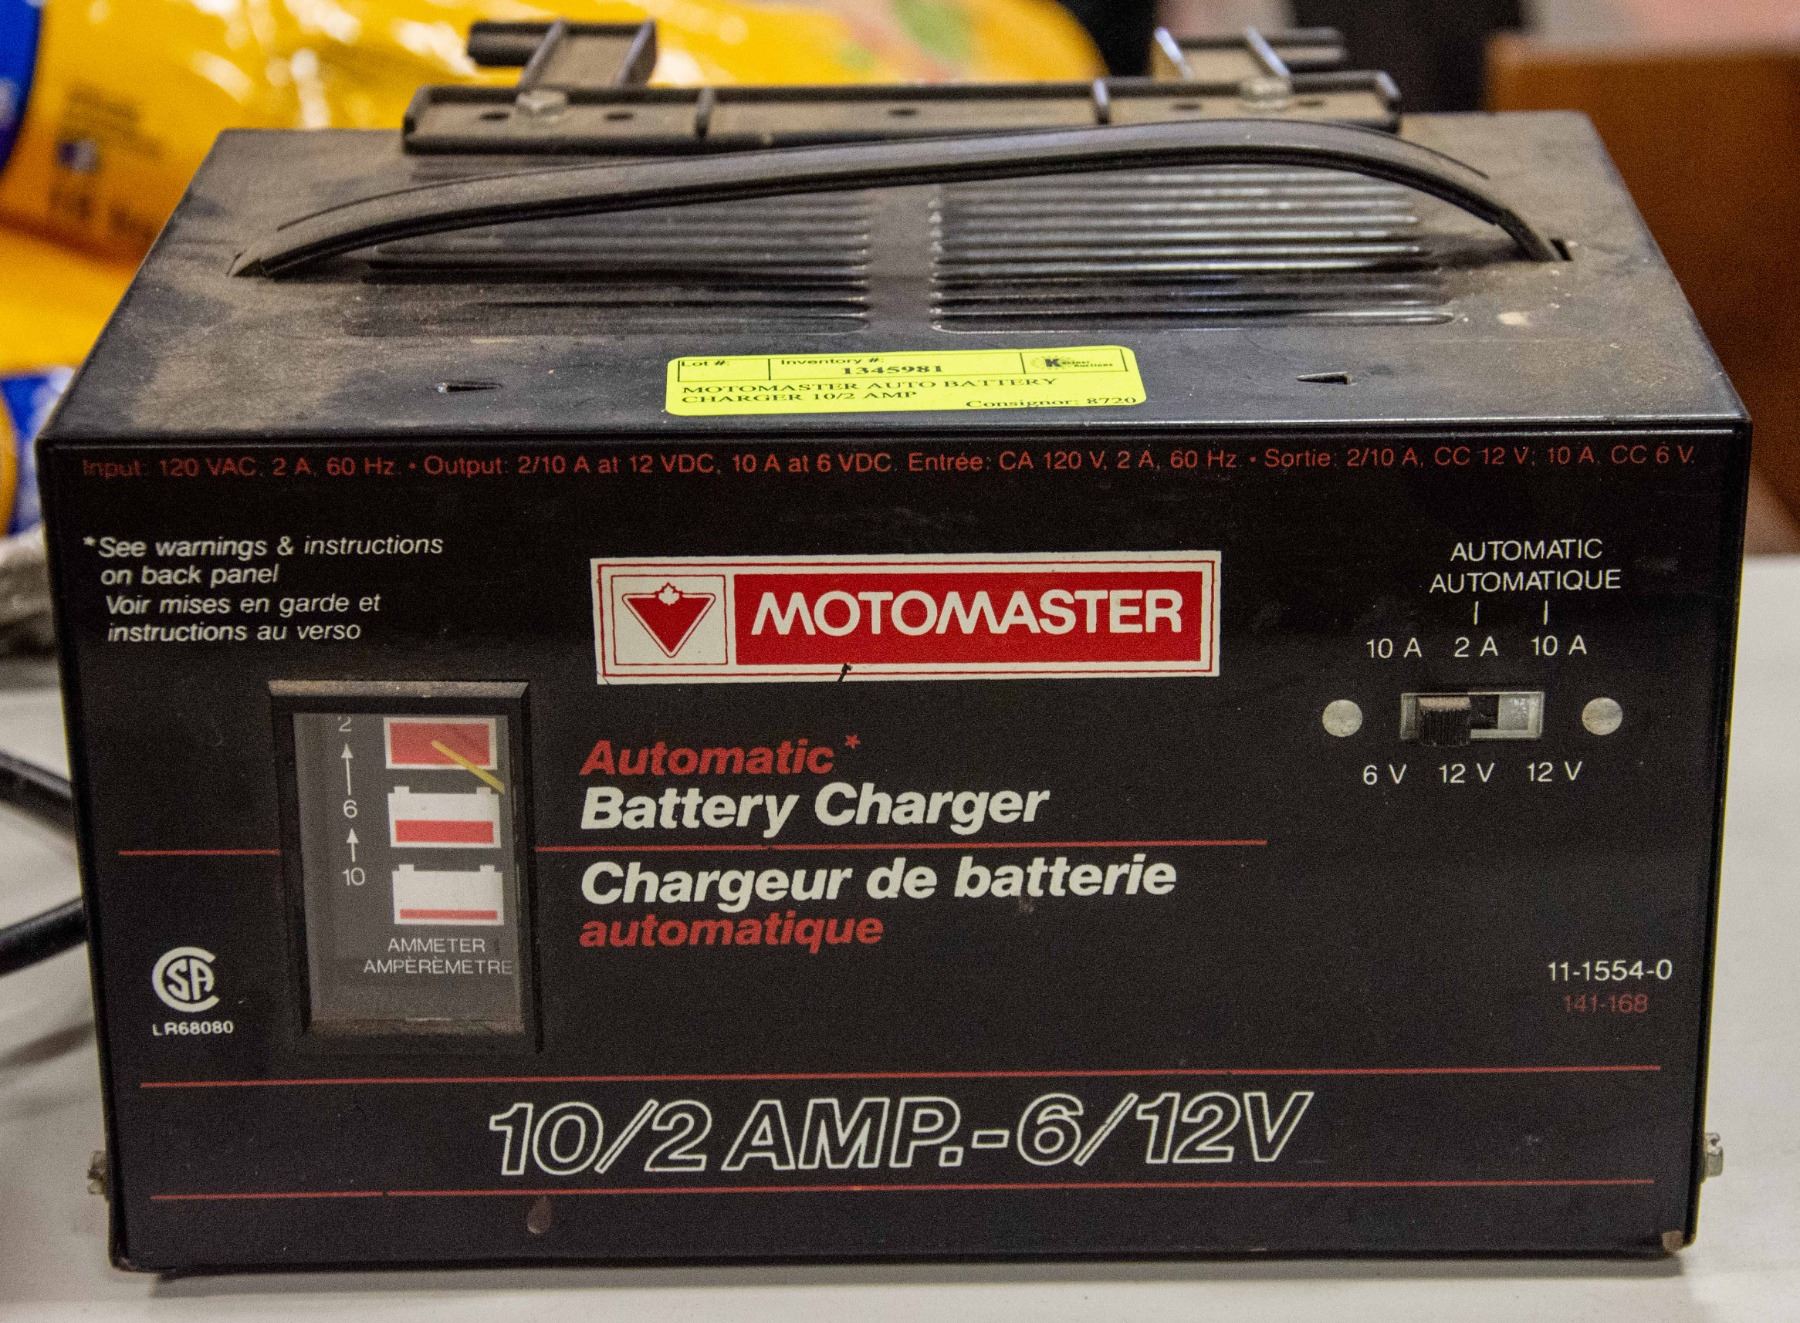 Lot #: Inventory #: 1345981
MOTOMASTER AUTO BATTERY
CHARGER 10/2 AMP Consignor: 8720
Input: 120 VAC, 2 A, 60 Hz • Output: 2/10 A at 12 VDC, 10 A at 6 VDC. Entrée: CA 120 V, 2 A, 60 Hz • Sortie: 2/10 A, CC 12 V; 10 A, CC 6 V.
*See warnings & instructions
on back panel
Voir mises en garde et
instructions au verso
MOTOMASTER
AUTOMATIC
AUTOMATIQUE
10 A 2 A 10 A
6 V 12 V 12 V
2
6
10
AMMETER
AMPÈRÈMETRE
Automatic*
Battery Charger
Chargeur de batterie
automatique
CSA
LR68080
11-1554-0
141-168
10/2 AMP.-6/12V